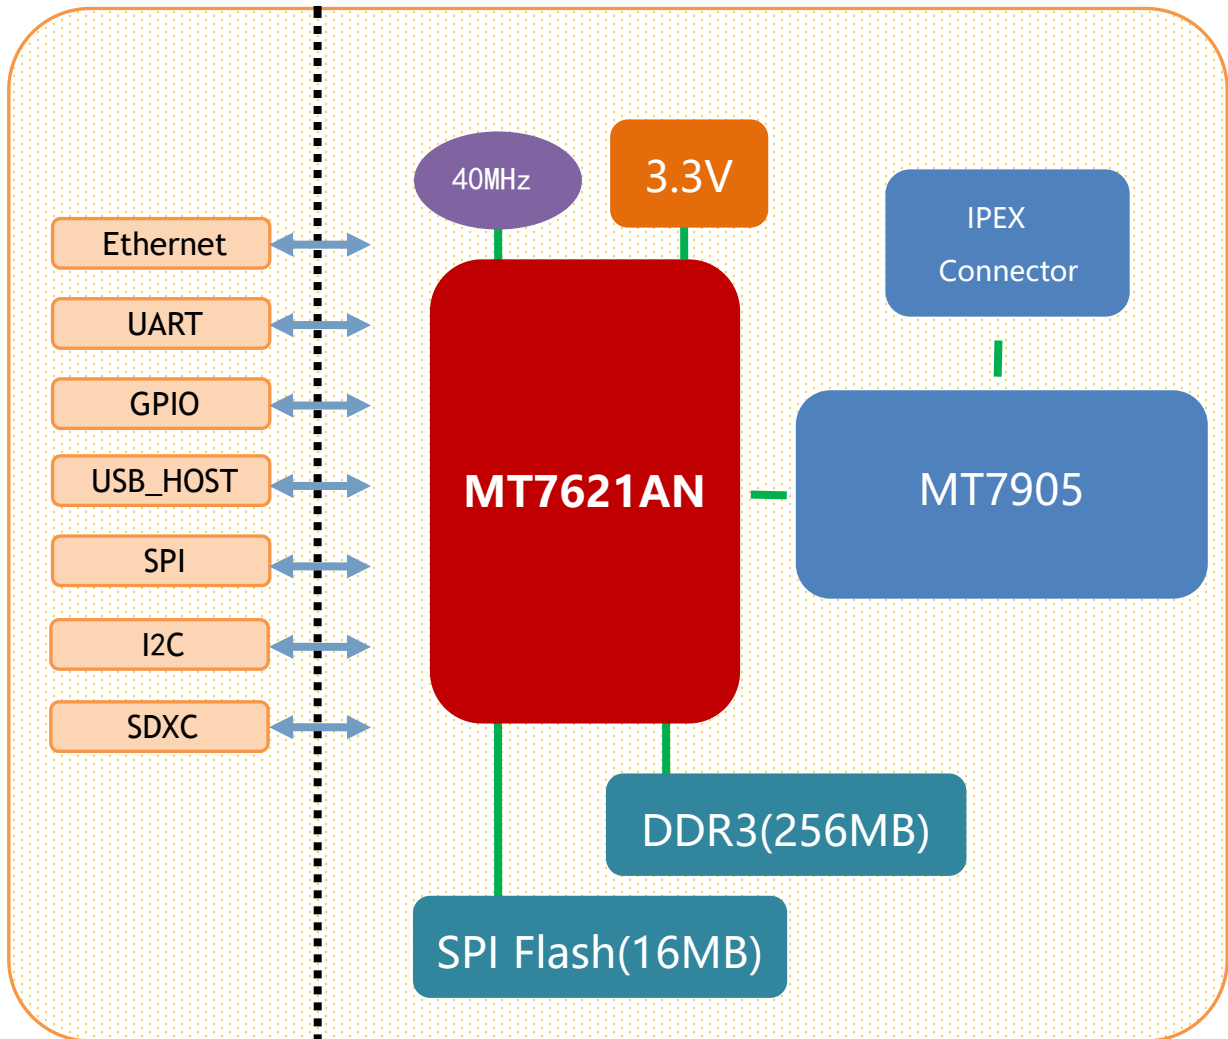 40MHz
3.3V
IPEX
Connector
Ethernet
UART
GPIO
USB_HOST
SPI
I2C
SDXC
MT7621AN
MT7905
DDR3(256MB)
SPI Flash(16MB)